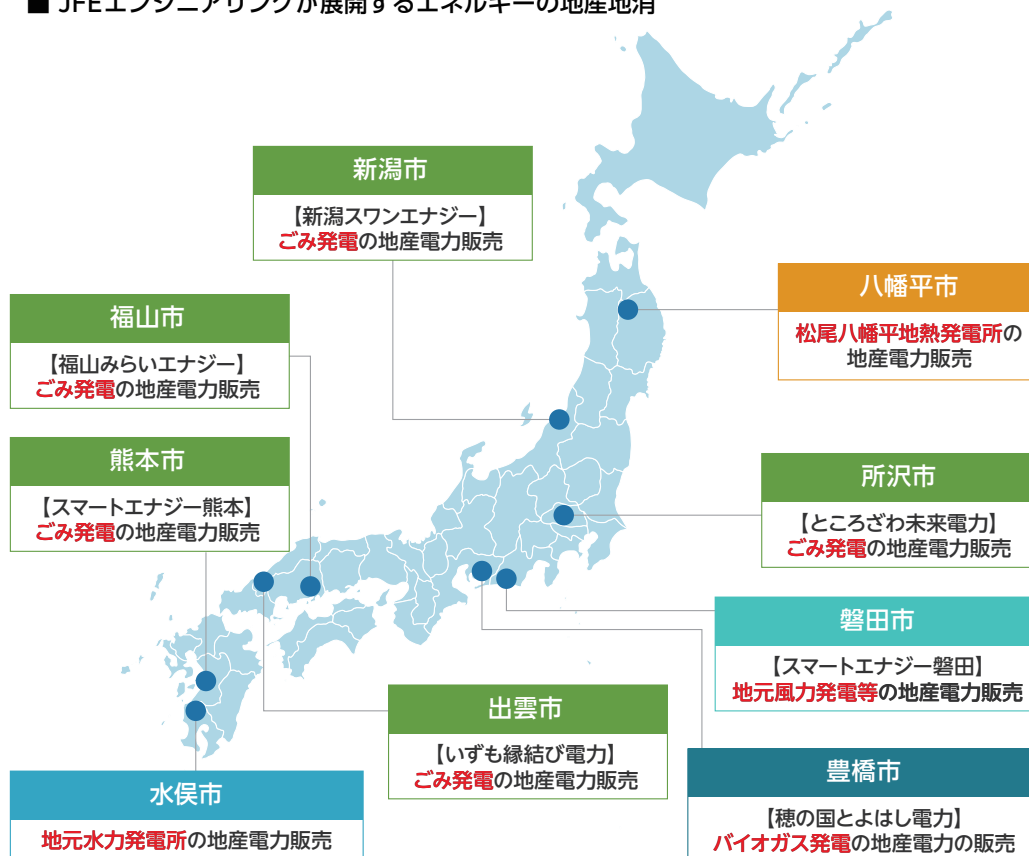 ■ JFEエンジニアリングが展開するエネルギーの地産地消
新潟市
【新潟スワンエナジー】
ごみ発電の地産電力販売
八幡平市
松尾八幡平地熱発電所の
地産電力販売
福山市
【福山みらいエナジー】
ごみ発電の地産電力販売
熊本市
【スマートエナジー熊本】
ごみ発電の地産電力販売
所沢市
【ところざわ未来電力】
ごみ発電の地産電力販売
磐田市
【スマートエナジー磐田】
地元風力発電等の地産電力販売
出雲市
【いずも縁結び電力】
ごみ発電の地産電力販売
豊橋市
【穂の国とよはし電力】
バイオガス発電の地産電力の販売
水俣市
地元水力発電所の地産電力販売